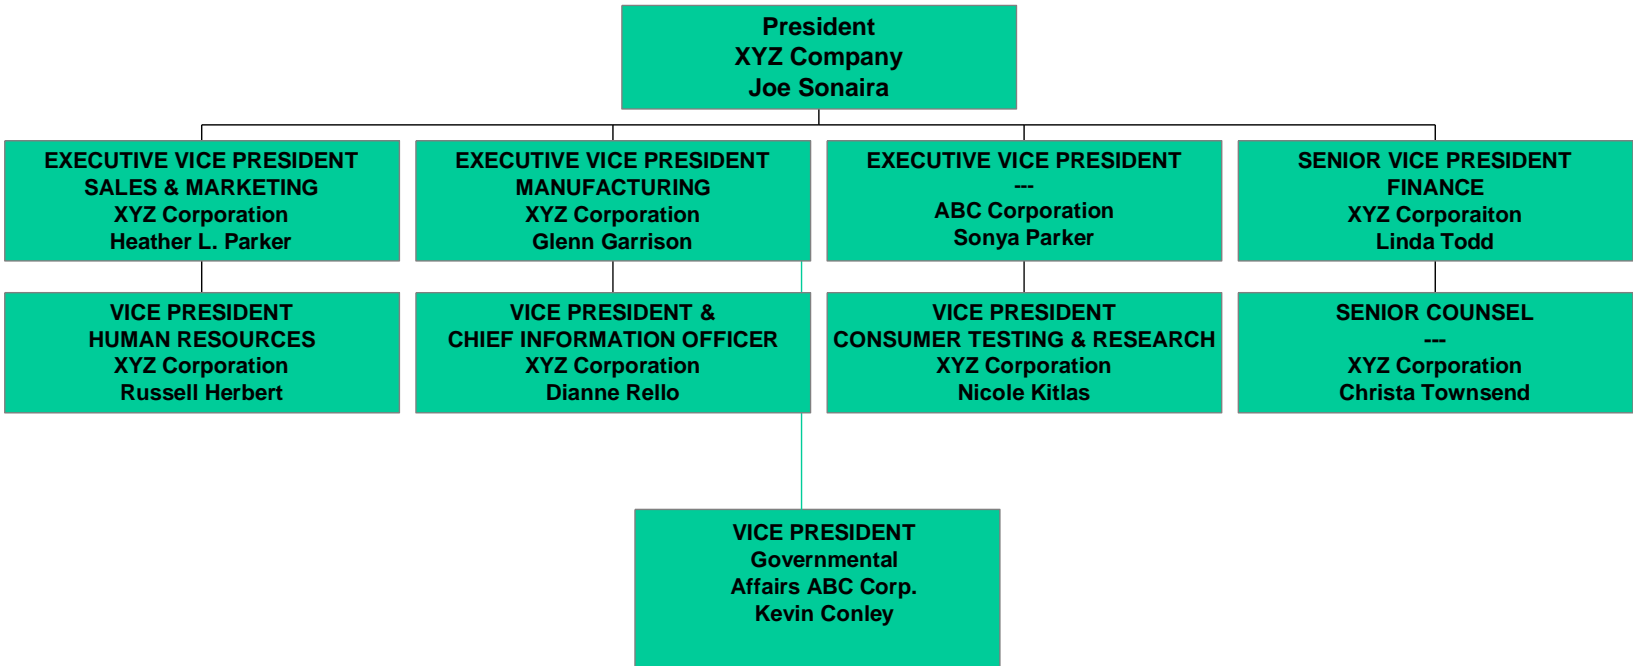 President
XYZ Company
Joe Sonaira
EXECUTIVE VICE PRESIDENT
SALES & MARKETING
XYZ Corporation
Heather L. Parker
EXECUTIVE VICE PRESIDENT
MANUFACTURING
XYZ Corporation
Glenn Garrison
EXECUTIVE VICE PRESIDENT
---
ABC Corporation
Sonya Parker
SENIOR VICE PRESIDENT
FINANCE
XYZ Corporaiton
Linda Todd
VICE PRESIDENT
HUMAN RESOURCES
XYZ Corporation
Russell Herbert
VICE PRESIDENT &
CHIEF INFORMATION OFFICER
XYZ Corporation
Dianne Rello
VICE PRESIDENT
CONSUMER TESTING & RESEARCH
XYZ Corporation
Nicole Kitlas
SENIOR COUNSEL
---
XYZ Corporation
Christa Townsend
VICE PRESIDENT
Governmental
Affairs ABC Corp.
Kevin Conley